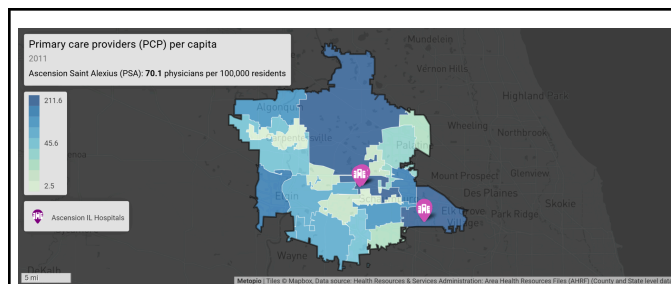 Primary care providers (PCP) per capita
2011
Ascension Saint Alexius (PSA): 70.1 physicians per 100,000 residents
211.6
45.6
2.5
Ascension IL Hospitals
Mundelein
Vernon Hills
Highland Park
Algonquin
Wheeling
Northbrook
Carpentersville
Palatine
enoa
Mount Prospect
Glenview
Des Plaines
Skokie
Elgin
Elk Grove
Village
Park Ridge
Wayne
DeKalb
5 mi
Metopio | Tiles © Mapbox, Data source: Health Resources & Services Administration: Area Health Resources Files (AHRF) (County and State level data